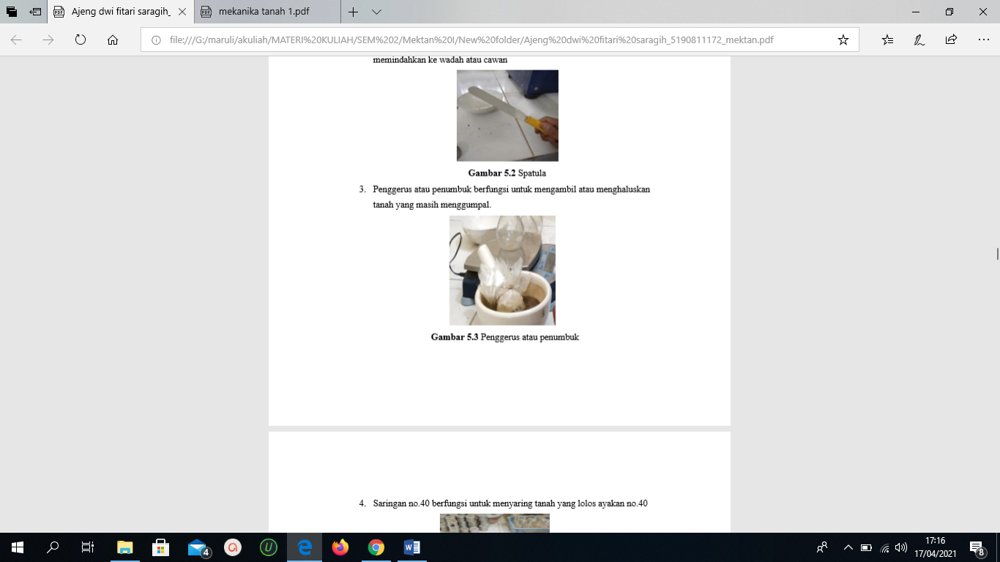 Ajeng dwi fitari saragih_
mekanika tanah 1.pdf
file:///G:/maruli/akuliah/MATERI%20KULIAH/SEM%202/Mektan%20I/New%20folder/Ajeng%20dwi%20fitari%20saragih_5190811172_mektan.pdf
memindahkan ke wadah atau cawan
Gambar 5.2 Spatula
3. Penggerus atau penumbuk berfungsi untuk mengambil atau menghaluskan
tanah yang masih menggumpal.
Gambar 5.3 Penggerus atau penumbuk
4. Saringan no.40 berfungsi untuk menyaring tanah yang lolos ayakan no.40
4
17:16
17/04/2021
8